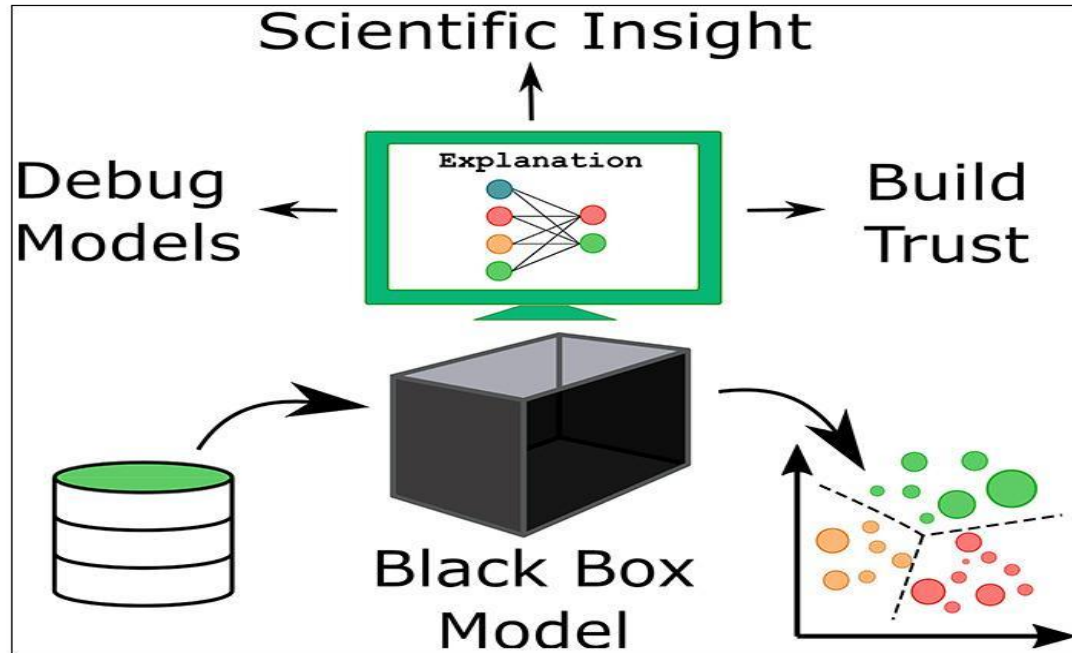 Scientific Insight
Explanation
Debug
Models
Build
Trust
Black Box
Model